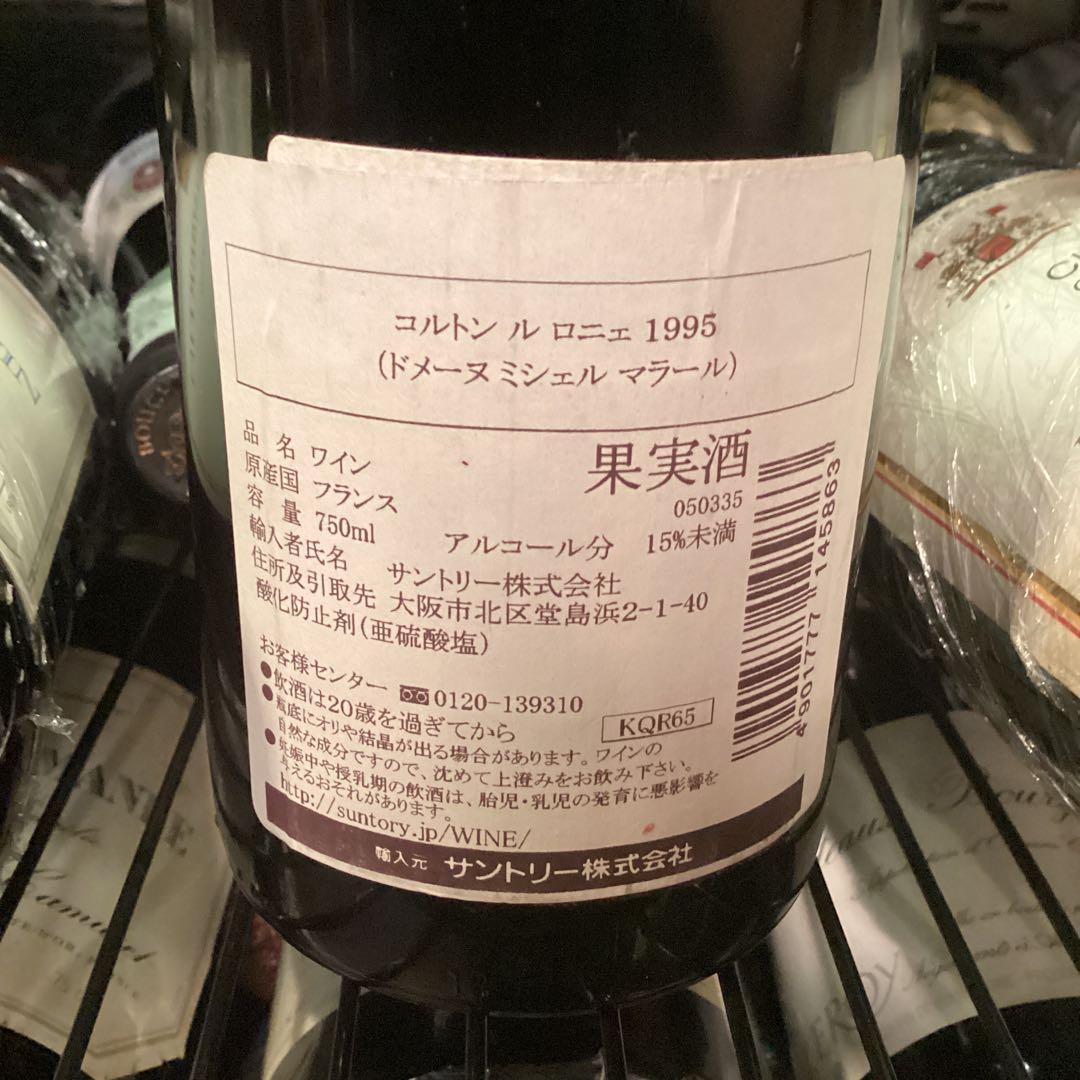 コルトン ル ロニェ 1995
(ドメーヌ ミシェル マラール)
品 名 ワイン
果実酒
原産国 フランス
050335
容 量 750ml
アルコール分 15%未満
輸入者氏名 サントリー株式会社
住所及引取先 大阪市北区堂島浜2-1-40
酸化防止剤(亜硫酸塩)
お客様センター 0120-139310
●飲酒は20歳を過ぎてから
KQR65
●瓶底にオリや結晶が出る場合があります。ワインの
自然な成分ですので、沈めて上澄みをお飲み下さい。
●妊娠中や授乳期の飲酒は、胎児・乳児の発育に悪影響を
与えるおそれがあります。
http://suntory.jp/WINE/
輸入元 サントリー株式会社
4 901777 145863